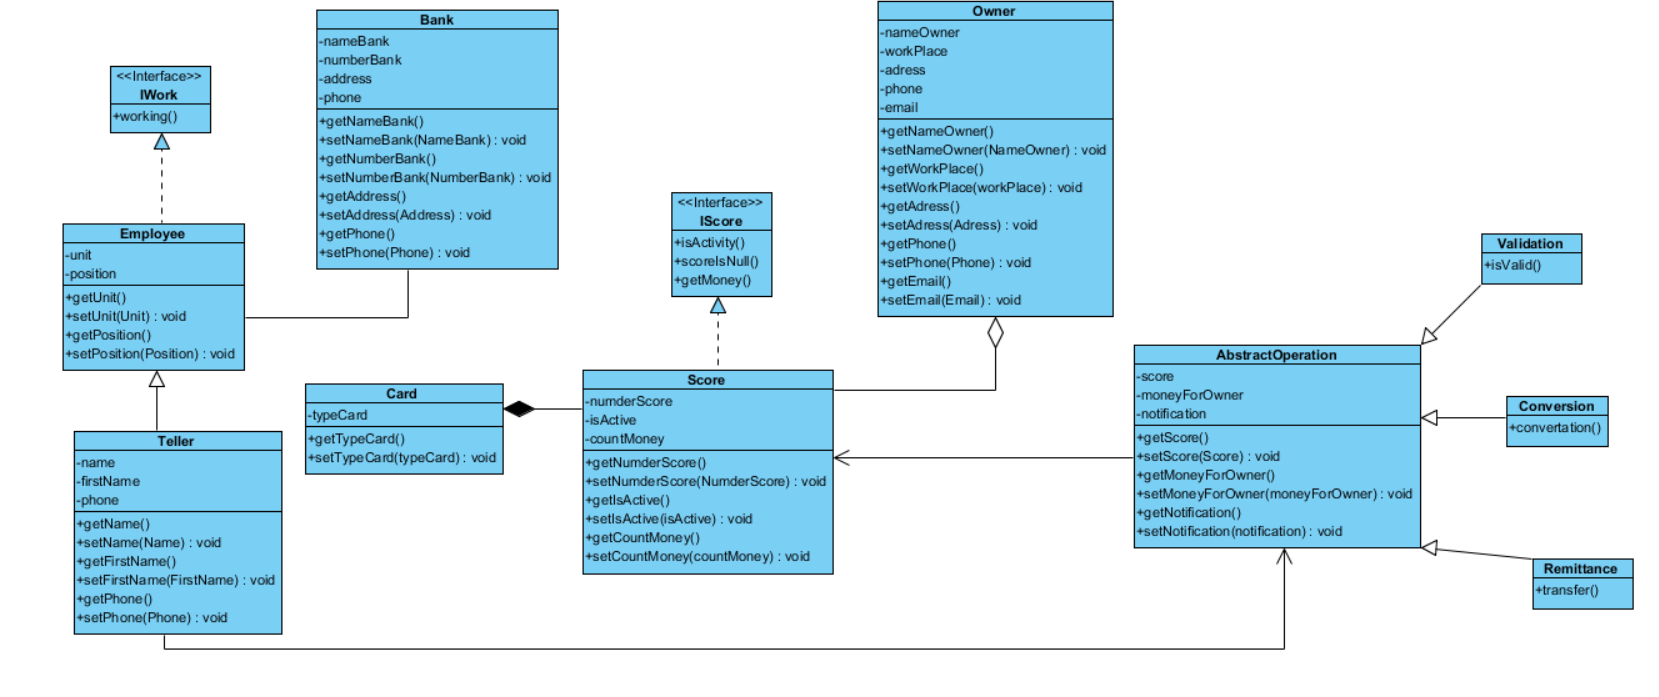 <<Interface>>
IWork
+working()
Bank
-nameBank
-numberBank
-address
-phone
+getNameBank()
+setNameBank(NameBank) : void
+getNumberBank()
+setNumberBank(NumberBank) : void
+getAddress()
+setAddress(Address) : void
+getPhone()
+setPhone(Phone) : void
Owner
-nameOwner
-workPlace
-adress
-phone
-email
+getNameOwner()
+setNameOwner(NameOwner) : void
+getWorkPlace()
+setWorkPlace(workPlace) : void
+getAdress()
+setAdress(Adress) : void
+getPhone()
+setPhone(Phone) : void
+getEmail()
+setEmail(Email) : void
<<Interface>>
IScore
+isActivity()
+scoreIsNull()
+getMoney()
Employee
-unit
-position
+getUnit()
+setUnit(Unit) : void
+getPosition()
+setPosition(Position) : void
Validation
+isValid()
AbstractOperation
-score
-moneyForOwner
-notification
+getScore()
+setScore(Score) : void
+getMoneyForOwner()
+setMoneyForOwner(moneyForOwner) : void
+getNotification()
+setNotification(notification) : void
Card
-typeCard
+getTypeCard()
+setTypeCard(typeCard) : void
Score
-numderScore
-isActive
-countMoney
+getNumderScore()
+setNumderScore(NumderScore) : void
+getIsActive()
+setIsActive(isActive) : void
+getCountMoney()
+setCountMoney(countMoney) : void
Conversion
+convertation()
Teller
-name
-firstName
-phone
+getName()
+setName(Name) : void
+getFirstName()
+setFirstName(FirstName) : void
+getPhone()
+setPhone(Phone) : void
Remittance
+transfer()